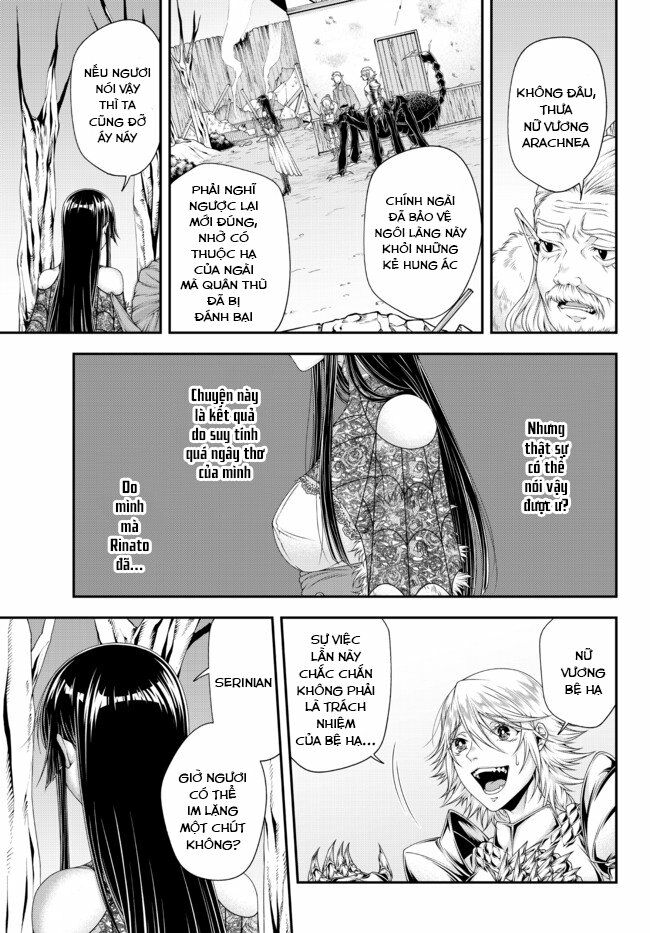 KHÔNG ĐÂU,
THƯA
NỮ VƯƠNG
ARACHNEA
CHÍNH NGÀI
ĐÃ BẢO VỆ
NGÔI LÀNG NÀY
KHỎI NHỮNG
KẺ HUNG ÁC
PHẢI NGHĨ
NGƯỢC LẠI
MỚI ĐÚNG,
NHỜ CÓ
THUỘC HẠ
CỦA NGÀI
MÀ QUÂN THÙ
ĐÃ BỊ
ĐÁNH BẠI
NẾU NGƯƠI
NÓI VẬY
THÌ TA
CŨNG ĐỠ
ÁY NÁY
Nhưng
thật sự
có thể
nói vậy
được ư?
Chuyện này
là kết quả
do suy tính
quá ngây thơ
của mình
Do
mình
mà
Rinato
đã...
NỮ
VƯƠNG
BỆ HẠ
SỰ VIỆC
LẦN NÀY
CHẮC CHẮN
KHÔNG PHẢI
LÀ TRÁCH
NHIỆM
CỦA BỆ HẠ...
SERINIAN
GIỜ NGƯƠI
CÓ THỂ
IM LẶNG
MỘT CHÚT
KHÔNG?